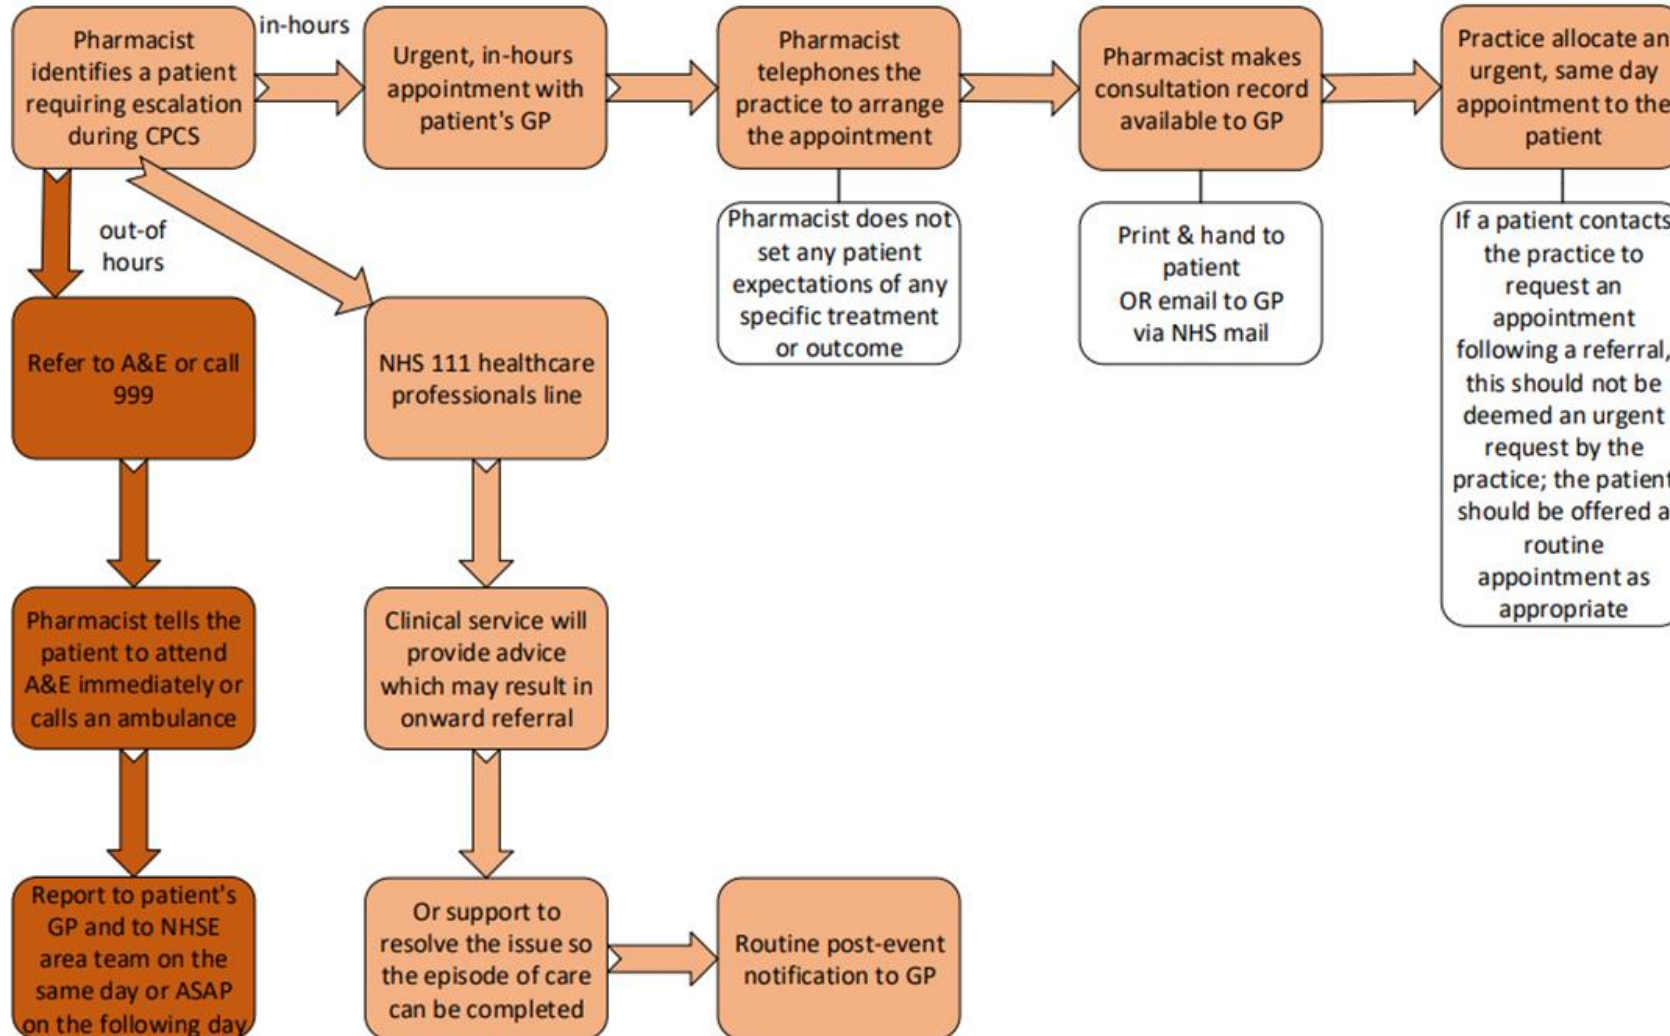 Pharmacist
identifies a patient
requiring escalation
during CPCS
in-hours
Urgent, in-hours
appointment with
patient's GP
Pharmacist
telephones the
practice to arrange
the appointment
Pharmacist makes
consultation record
available to GP
Practice allocate an
urgent, same day
appointment to the
patient
out-of
hours
Pharmacist does not
set any patient
expectations of any
specific treatment
or outcome
Print & hand to
patient
OR email to GP
via NHS mail
If a patient contacts
the practice to
request an
appointment
following a referral,
this should not be
deemed an urgent
request by the
practice; the patient
should be offered a
routine
appointment as
appropriate
Refer to A&E or call
999
NHS 111 healthcare
professionals line
Pharmacist tells the
patient to attend
A&E immediately or
calls an ambulance
Clinical service will
provide advice
which may result in
onward referral
Report to patient's
GP and to NHSE
area team on the
same day or ASAP
on the following day
Or support to
resolve the issue so
the episode of care
can be completed
Routine post-event
notification to GP